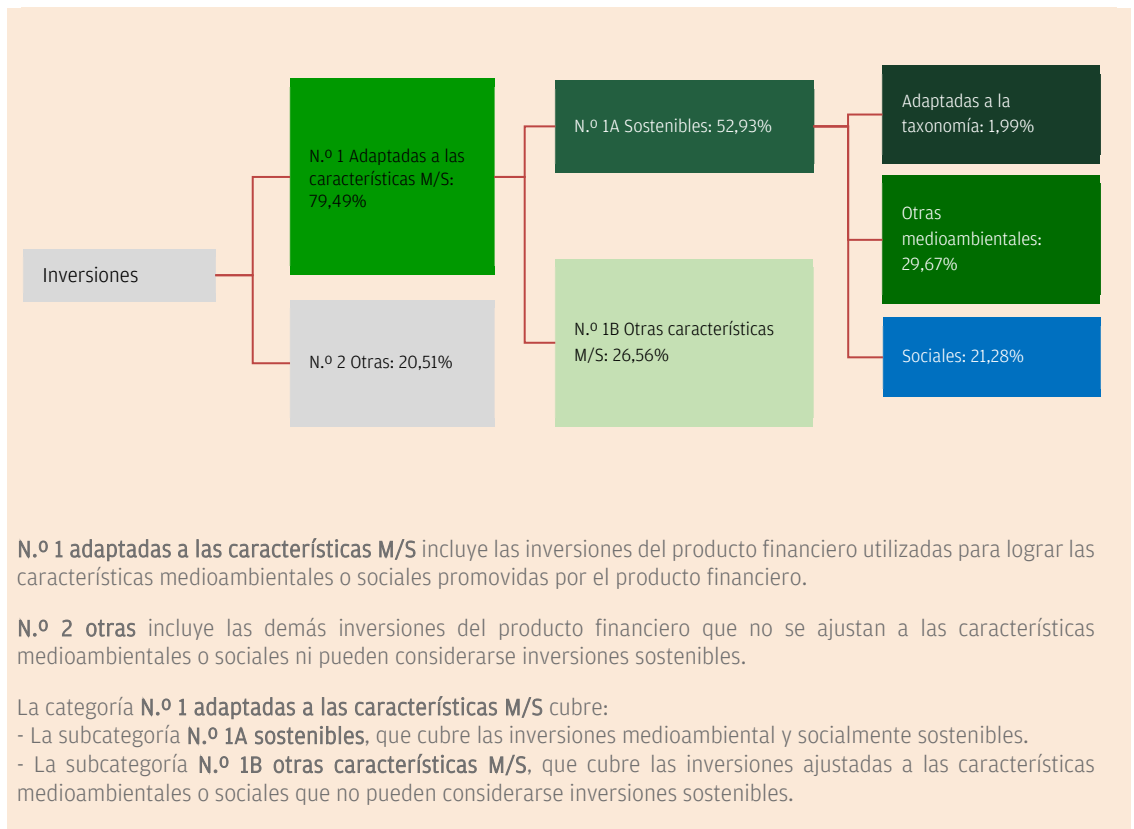 Inversiones
N.º 1 Adaptadas a las
características M/S:
79,49%
N.º 2 Otras: 20,51%
N.º 1A Sostenibles: 52,93%
N.º 1B Otras características
M/S: 26,56%
Adaptadas a la
taxonomía: 1,99%
Otras
medioambientales:
29,67%
Sociales: 21,28%
N.º 1 adaptadas a las características M/S incluye las inversiones del producto financiero utilizadas para lograr las
características medioambientales o sociales promovidas por el producto financiero.
N.º 2 otras incluye las demás inversiones del producto financiero que no se ajustan a las características
medioambientales o sociales ni pueden considerarse inversiones sostenibles.
La categoría N.º 1 adaptadas a las características M/S cubre:
- La subcategoría N.º 1A sostenibles, que cubre las inversiones medioambiental y socialmente sostenibles.
- La subcategoría N.º 1B otras características M/S, que cubre las inversiones ajustadas a las características
medioambientales o sociales que no pueden considerarse inversiones sostenibles.